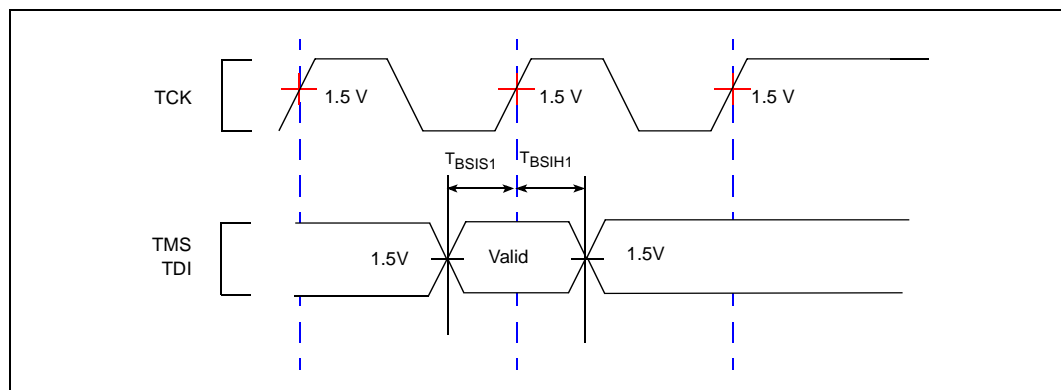 TCK
1.5 V
1.5 V
1.5 V
TBSIS1
TBSIH1
TMS
TDI
1.5V
Valid
1.5V